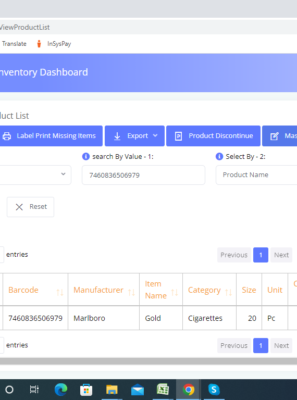 ViewProductList
Translate InSysPay
nventory Dashboard
uct List
Label Print Missing Items Export Product Discontinue Mas
search By Value - 1: Select By - 2:
7460836506979 Product Name
Reset
entries Previous 1 Next
Barcode Manufacturer Item Name Category Size Unit C
7460836506979 Marlboro Gold Cigarettes 20 Pc
entries Previous 1 Next